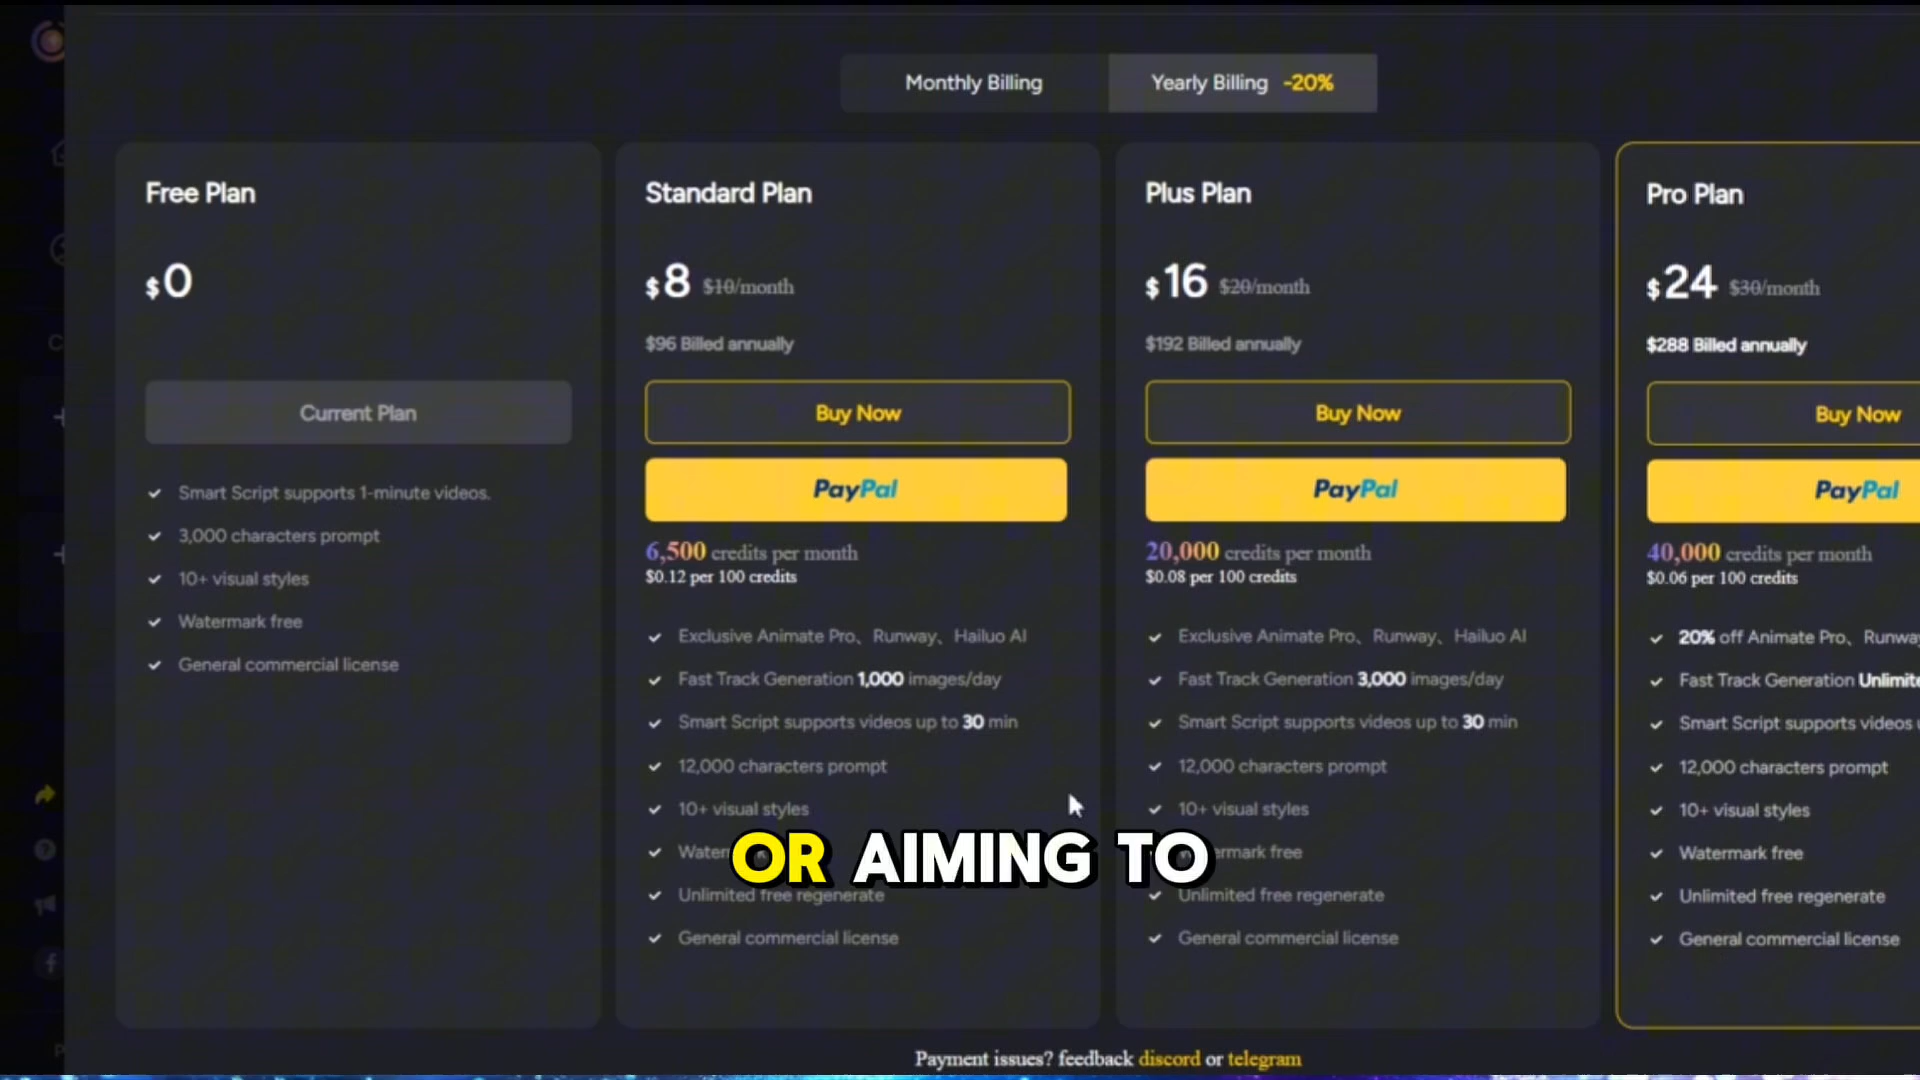 Monthly Billing
Yearly Billing -20%
Free Plan
$0
Current Plan
Smart Script supports 1-minute videos.
3,000 characters prompt
10+ visual styles
Watermark free
General commercial license
Standard Plan
$8 $10/month
$96 Billed annually
Buy Now
PayPal
6,500 credits per month
$0.12 per 100 credits
Exclusive Animate Pro、Runway、Hailuo AI
Fast Track Generation 1,000 images/day
Smart Script supports videos up to 30 min
12,000 characters prompt
10+ visual styles
Unlimited free regenerate
General commercial license
Plus Plan
$16 $20/month
$192 Billed annually
Buy Now
PayPal
20,000 credits per month
$0.08 per 100 credits
Exclusive Animate Pro、Runway、Hailuo AI
Fast Track Generation 3,000 images/day
Smart Script supports videos up to 30 min
12,000 characters prompt
10+ visual styles
free
Unlimited free regenerate
General commercial license
Pro Plan
$24 $30/month
$288 Billed annually
Buy Now
PayPal
40,000 credits per month
$0.06 per 100 credits
20% off Animate Pro、
Fast Track Generation
Smart Script supports videos
12,000 characters prompt
10+ visual styles
Watermark free
Unlimited free regenerate
General commercial license
OR AIMING TO
Payment issues? feedback discord or telegram